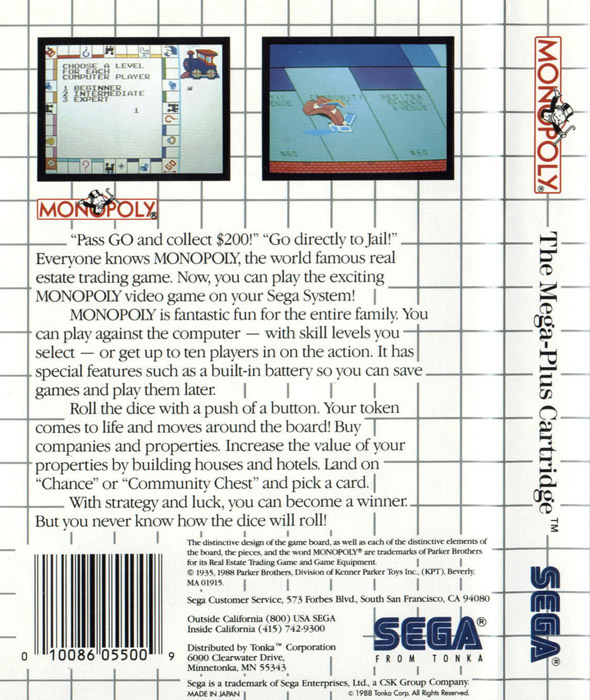 CHOOSE A LEVEL
FOR EACH
COMPUTER PLAYER
1 BEGINNER
2 INTERMEDIATE
3 EXPERT
1
COMMUNITY
$60
$60
MONOPOLY®
“Pass GO and collect $200!” “Go directly to Jail!”
Everyone knows MONOPOLY, the world famous real
estate trading game. Now, you can play the exciting
MONOPOLY video game on your Sega System!
MONOPOLY is fantastic fun for the entire family. You
can play against the computer — with skill levels you
select — or get up to ten players in on the action. It has
special features such as a built-in battery so you can save
games and play them later.
Roll the dice with a push of a button. Your token
comes to life and moves around the board! Buy
companies and properties. Increase the value of your
properties by building houses and hotels. Land on
“Chance” or “Community Chest” and pick a card.
With strategy and luck, you can become a winner.
But you never know how the dice will roll!
The distinctive design of the game board, as well as each of the distinctive elements of
the board, the pieces, and the word MONOPOLY® are trademarks of Parker Brothers
for its Real Estate Trading Game and Game Equipment.
© 1935, 1988 Parker Brothers, Division of Kenner Parker Toys Inc., (KPT), Beverly,
MA 01915.
Sega Customer Service, 573 Forbes Blvd., South San Francisco, CA 94080
Outside California (800) USA SEGA
Inside California (415) 742-9300
Distributed by Tonka™ Corporation
6000 Clearwater Drive,
Minnetonka, MN 55343
SEGA®
FROM TONKA
Sega is a trademark of Sega Enterprises, Ltd., a CSK Group Company.
MADE IN JAPAN
© 1988 Tonka Corp. All Rights Reserved.
0 10086 05500 9
MONOPOLY®
The Mega-Plus Cartridge™
SEGA®